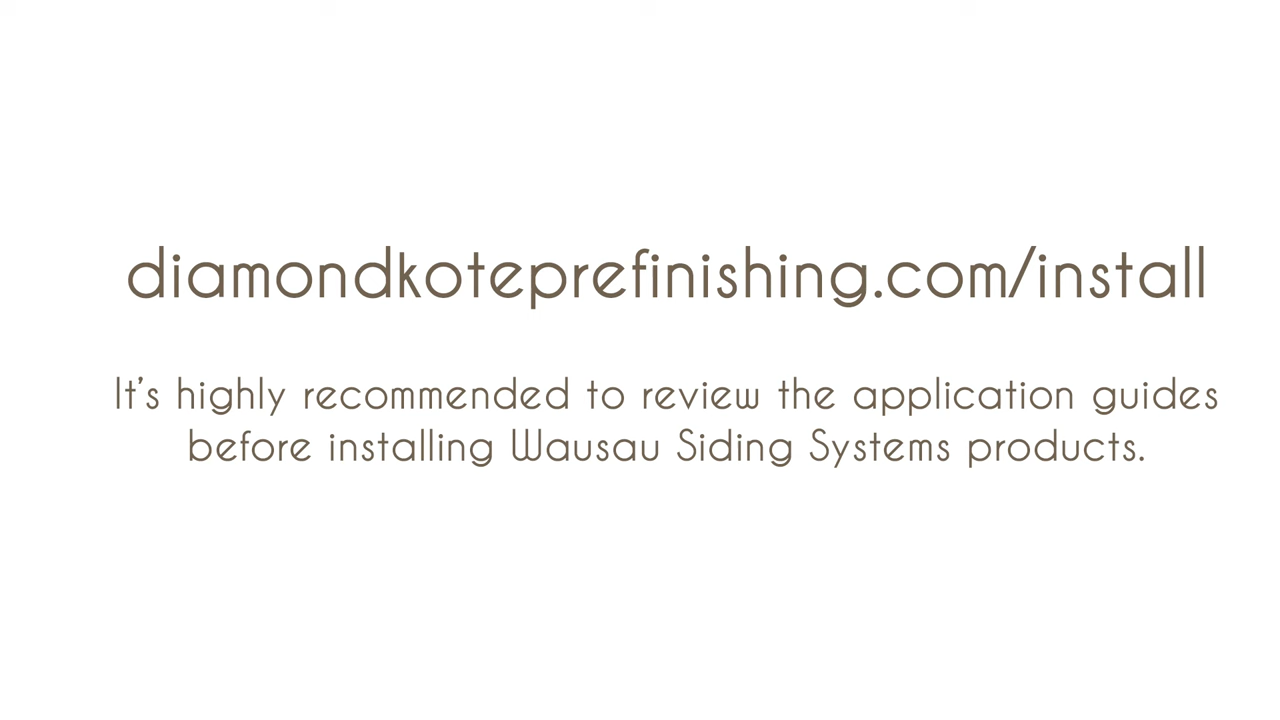 diamondkoteprefinishing.com/install
It's highly recommended to review the application guides
before installing Wausau Siding Systems products.